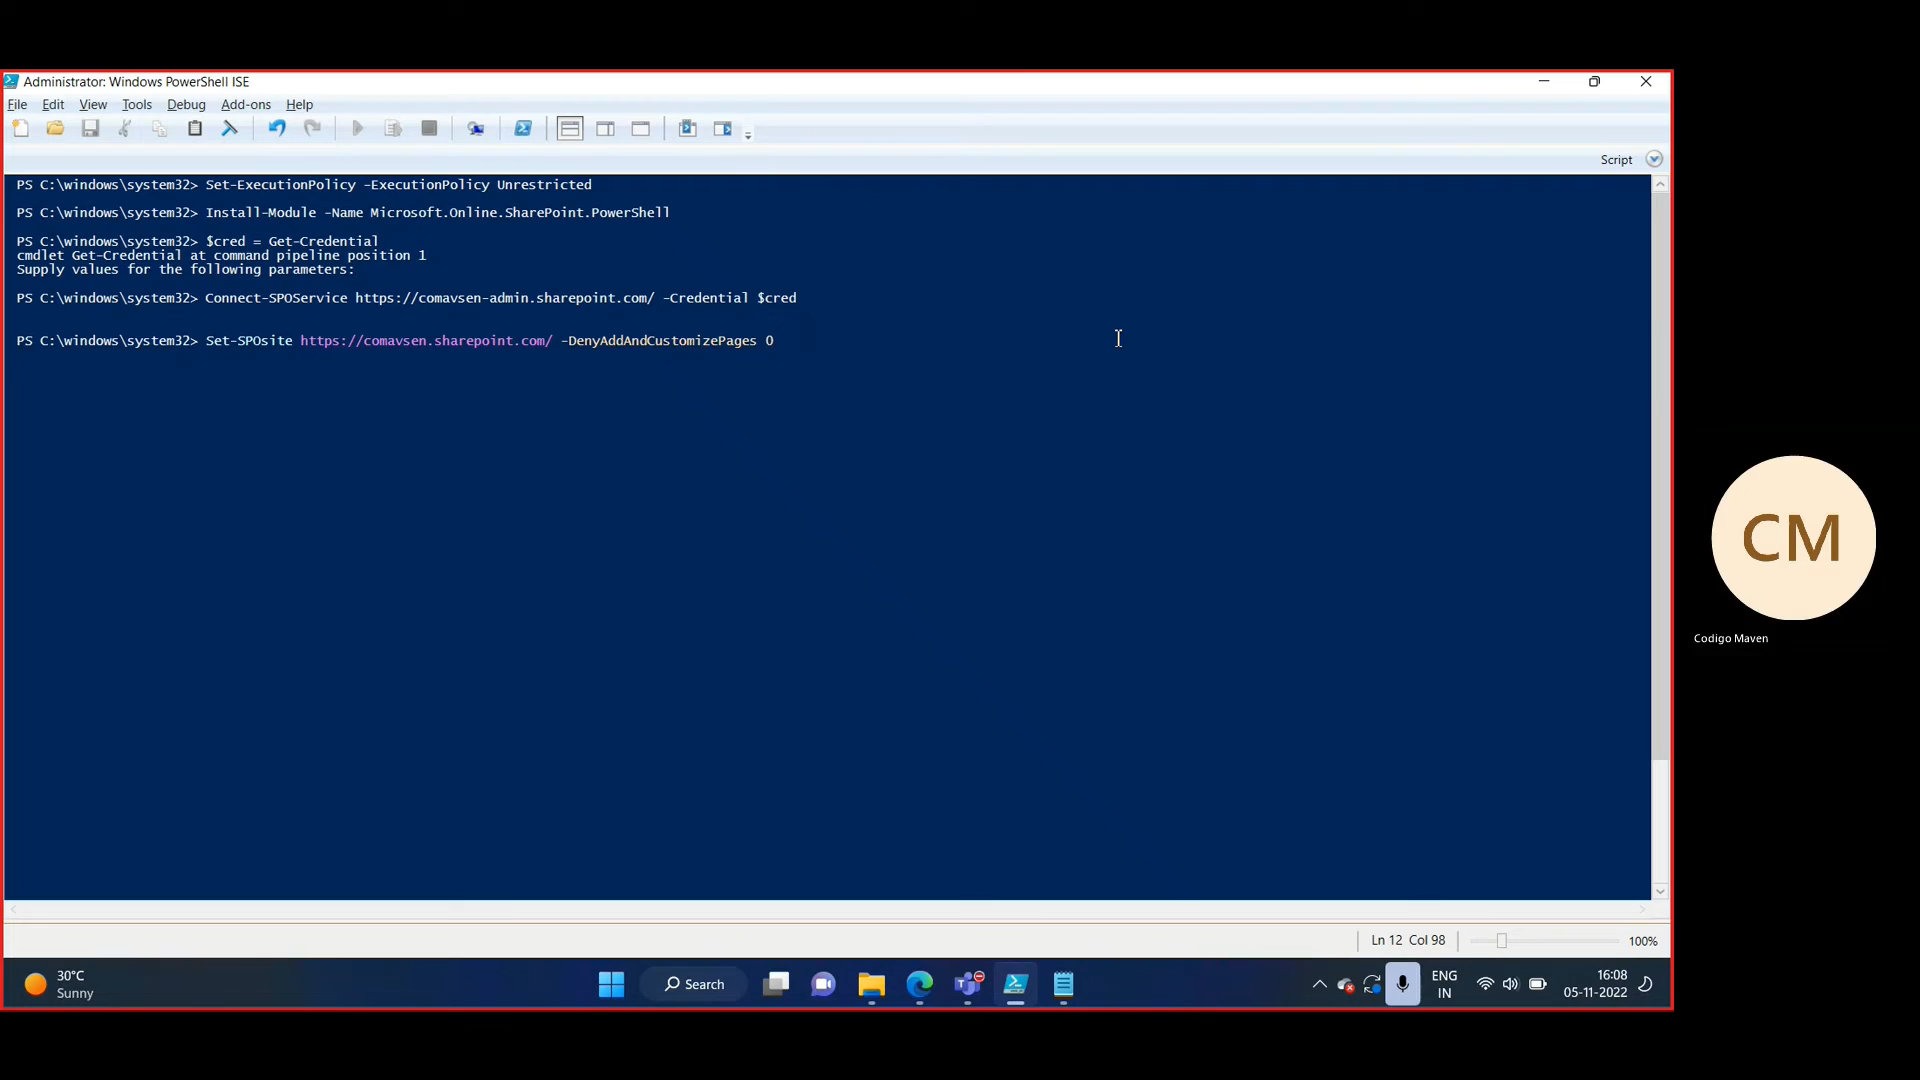 Administrator: Windows PowerShell ISE
File Edit View Tools Debug Add-ons Help
Script
PS C:\windows\system32> Set-ExecutionPolicy -ExecutionPolicy Unrestricted
PS C:\windows\system32> Install-Module -Name Microsoft.Online.SharePoint.PowerShell
PS C:\windows\system32> $cred = Get-Credential
cmdlet Get-Credential at command pipeline position 1
Supply values for the following parameters:
PS C:\windows\system32> Connect-SPOService https://comavsen-admin.sharepoint.com/ -Credential $cred
PS C:\windows\system32> Set-SPOsite https://comavsen.sharepoint.com/ -DenyAddAndCustomizePages 0
CM
Codigo Maven
Ln 12 Col 98 100%
30°C
Sunny
Search
ENG
IN
16:08
05-11-2022